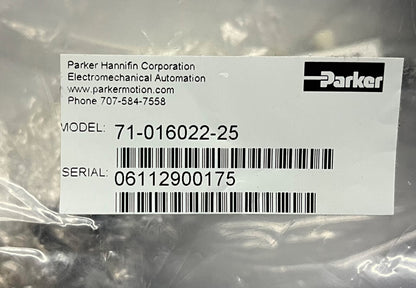 Parker Hannifin Corporation
Electromechanical Automation
www.parkermotion.com
Phone 707-584-7558
Parker
MODEL: 71-016022-25
SERIAL: 06112900175